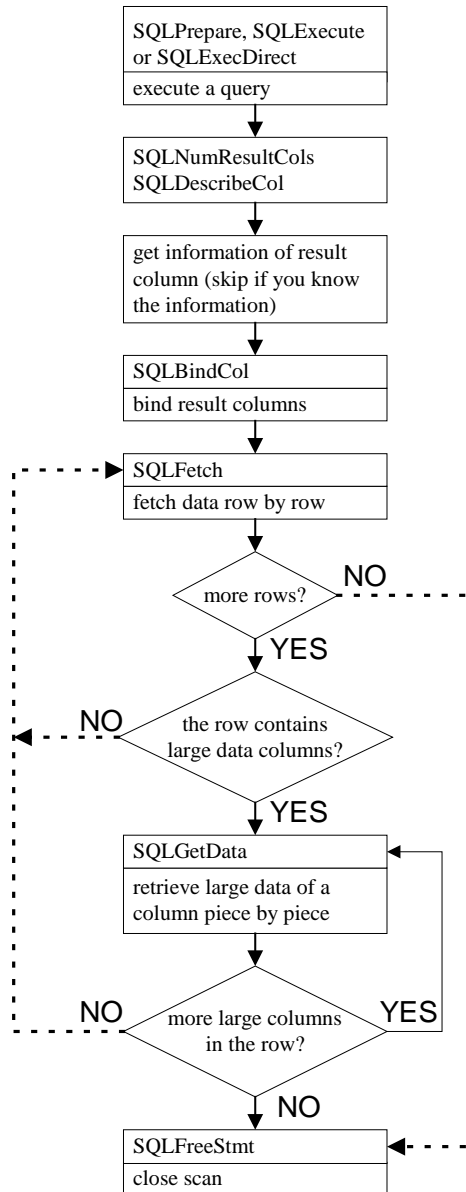 SQLPrepare, SQLExecute
or SQLExecDirect
execute a query
SQLNumResultCols
SQLDescribeCol
get information of result
column (skip if you know
the information)
SQLBindCol
bind result columns
SQLFetch
fetch data row by row
more rows?
NO
YES
the row contains
large data columns?
NO
YES
SQLGetData
retrieve large data of a
column piece by piece
more large columns
in the row?
NO
YES
NO
SQLFreeStmt
close scan